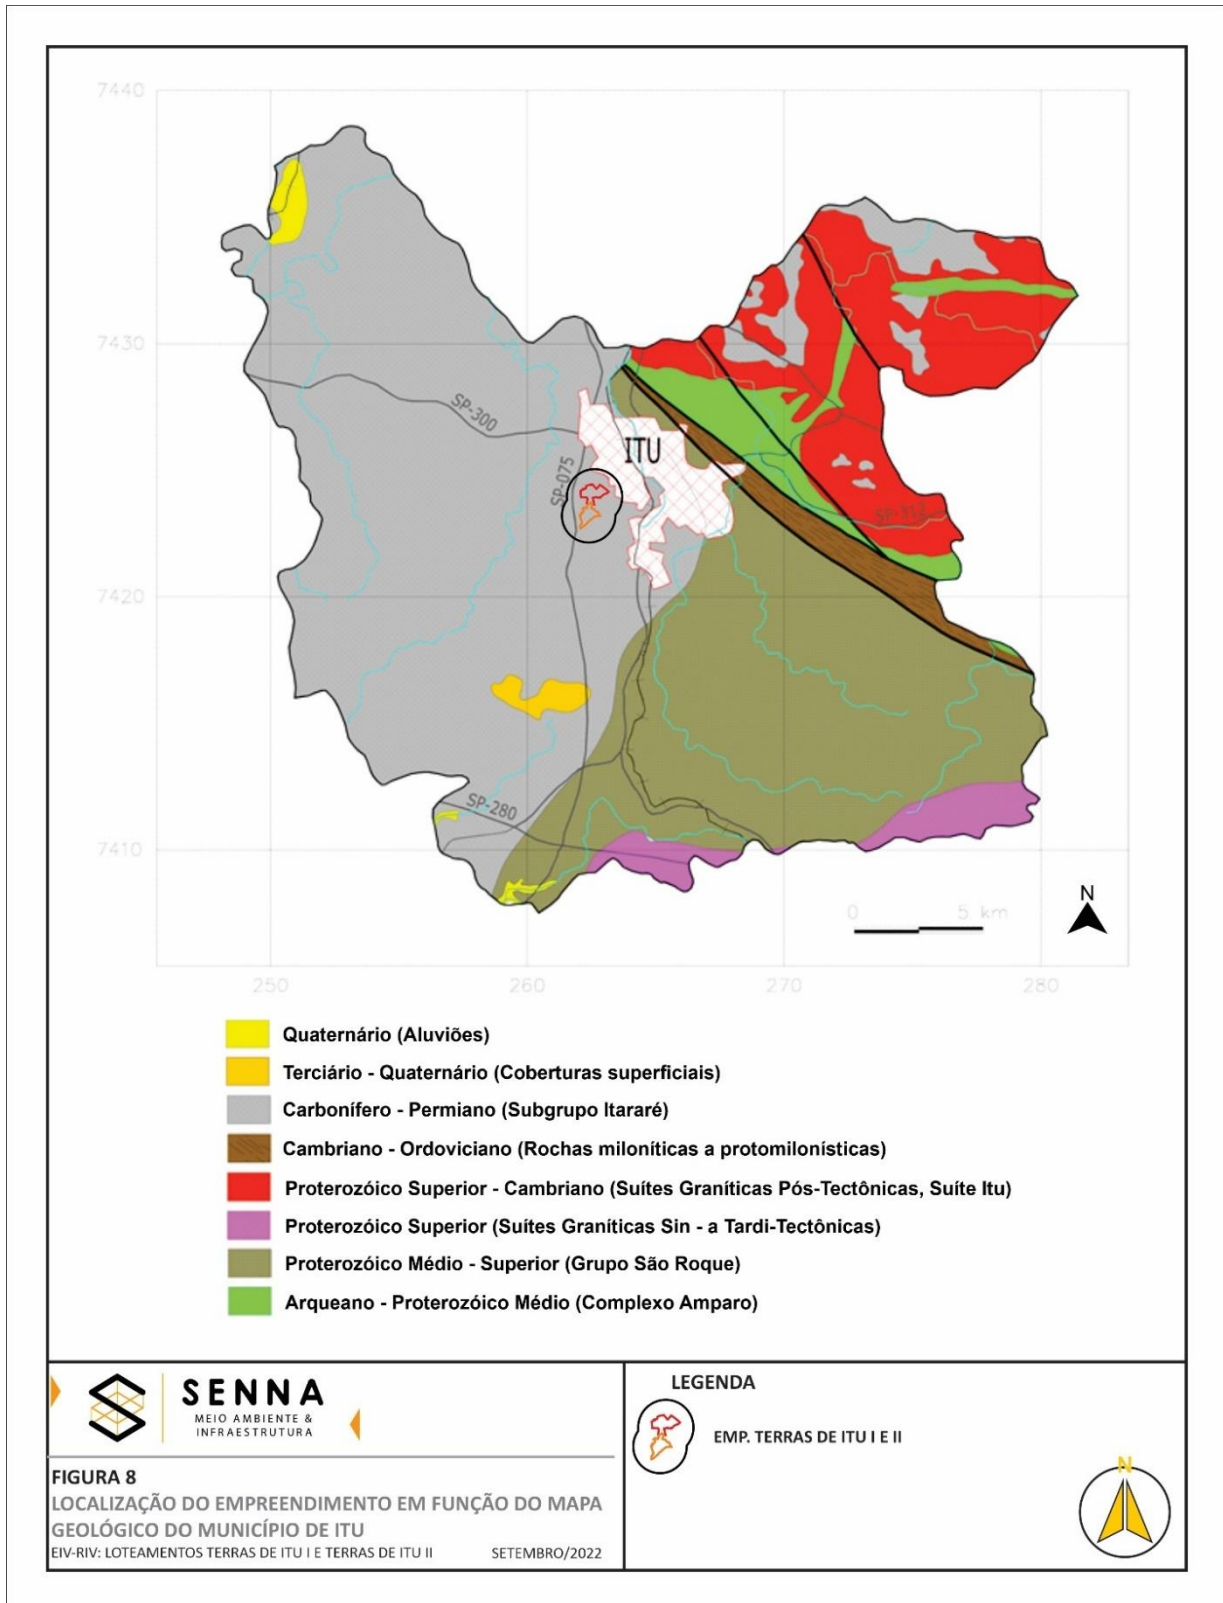 7440
7430
7420
7410
250
260
270
280
SP-300
SP-075
ITU
SP-312
SP-280
N
0 5 km
Quaternário (Aluviões)
Terciário - Quaternário (Coberturas superficiais)
Carbonífero - Permiano (Subgrupo Itararé)
Cambriano - Ordoviciano (Rochas miloníticas a protomilonísticas)
Proterozóico Superior - Cambriano (Suítes Graníticas Pós-Tectônicas, Suíte Itu)
Proterozóico Superior (Suítes Graníticas Sin - a Tardi-Tectônicas)
Proterozóico Médio - Superior (Grupo São Roque)
Arqueano - Proterozóico Médio (Complexo Amparo)
SENNA
MEIO AMBIENTE &
INFRAESTRUTURA
FIGURA 8
LOCALIZAÇÃO DO EMPREENDIMENTO EM FUNÇÃO DO MAPA
GEOLÓGICO DO MUNICÍPIO DE ITU
EIV-RIV: LOTEAMENTOS TERRAS DE ITU I E TERRAS DE ITU II SETEMBRO/2022
LEGENDA
EMP. TERRAS DE ITU I E II
N